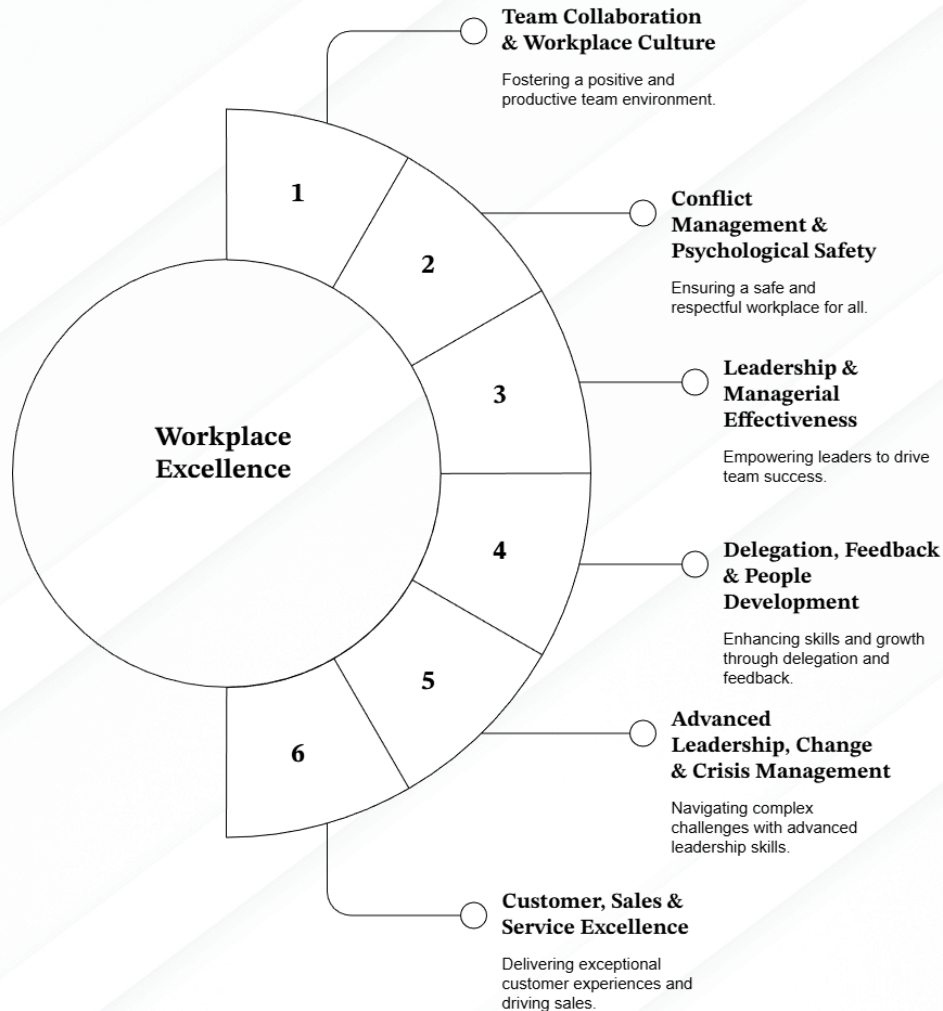 Team Collaboration
& Workplace Culture
Fostering a positive and
productive team environment.
1
Conflict
Management &
Psychological Safety
Ensuring a safe and
respectful workplace for all.
2
Leadership &
Managerial
Effectiveness
Empowering leaders to drive
team success.
3
Workplace
Excellence
4
Delegation, Feedback
& People
Development
Enhancing skills and growth
through delegation and
feedback.
5
Advanced
Leadership, Change
& Crisis Management
Navigating complex
challenges with advanced
leadership skills.
6
Customer, Sales &
Service Excellence
Delivering exceptional
customer experiences and
driving sales.